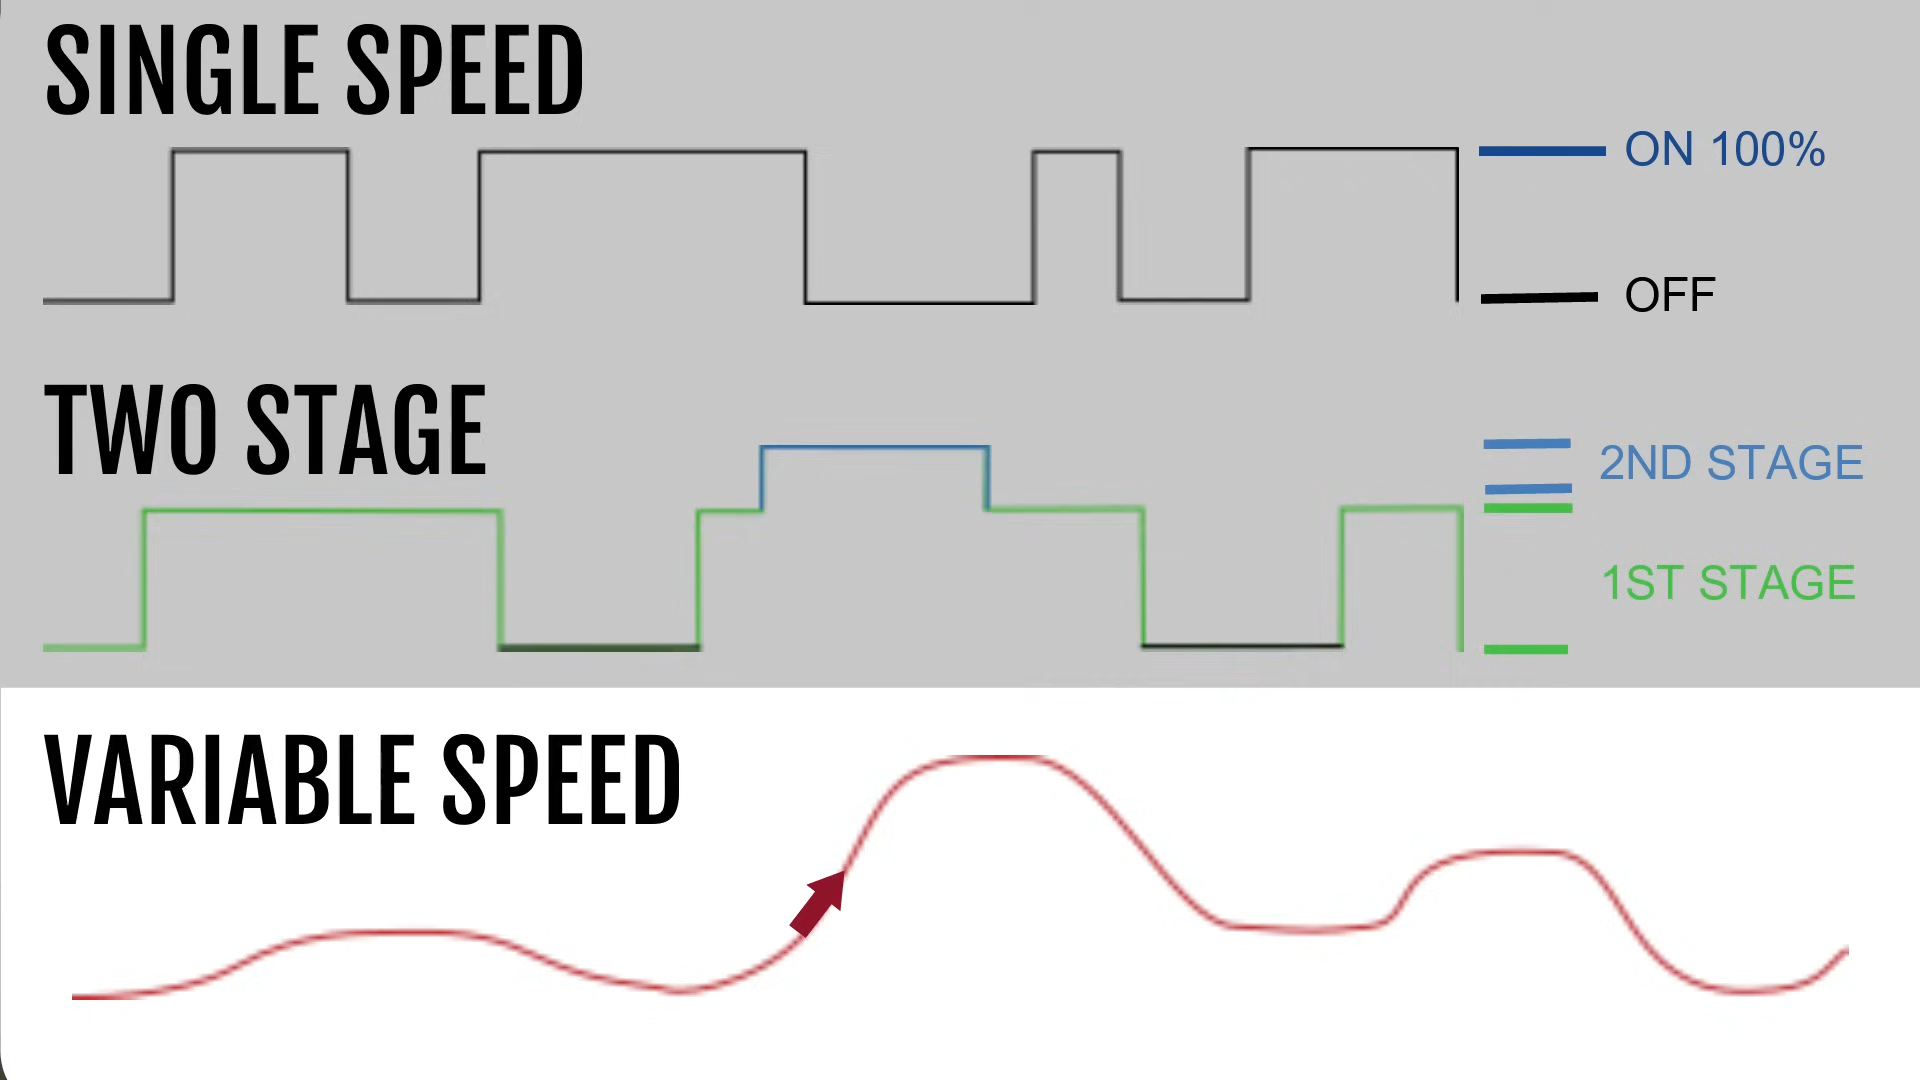 SINGLE SPEED
ON 100%
OFF
TWO STAGE
2ND STAGE
1ST STAGE
VARIABLE SPEED